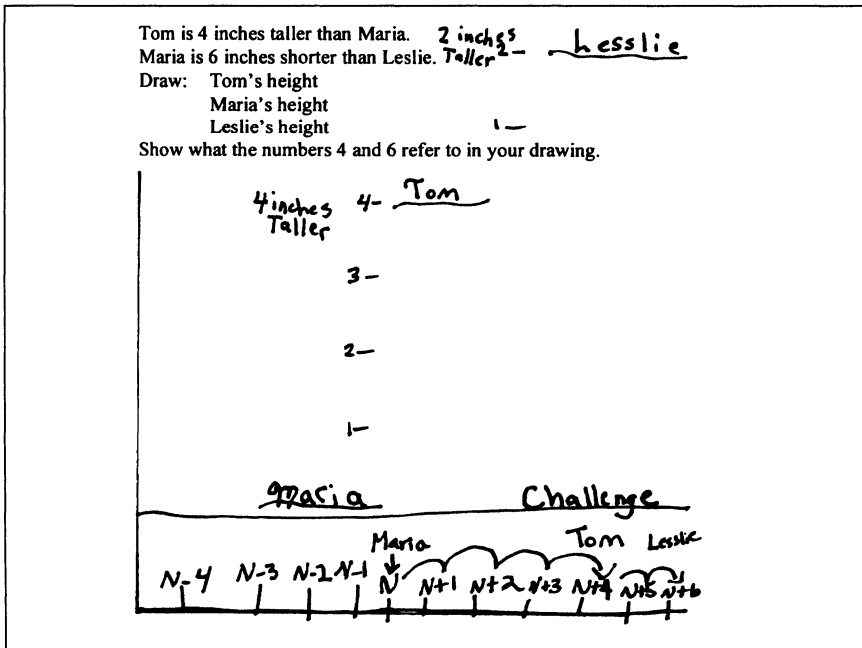 Tom is 4 inches taller than Maria. 2 inches
Maria is 6 inches shorter than Leslie. Taller 2- Lesslie
Draw: Tom's height
Maria's height
Leslie's height 1-
Show what the numbers 4 and 6 refer to in your drawing.
4 inches 4- Tom
Taller
3-
2-
1-
Maria Challenge
Maria Tom Lesslie
N-4 N-3 N-2 N-1 N N+1 N+2 N+3 N+4 N+5 N+6